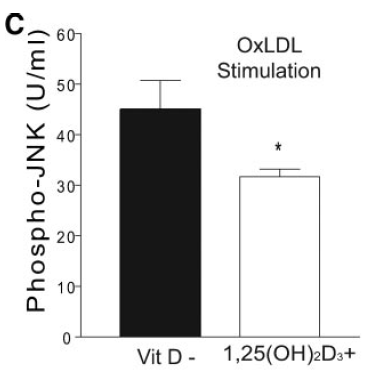 C
Phospho-JNK (U/ml)
60
50
40
30
20
10
0
OxLDL
Stimulation
*
Vit D -
1,25(OH)₂D₃+